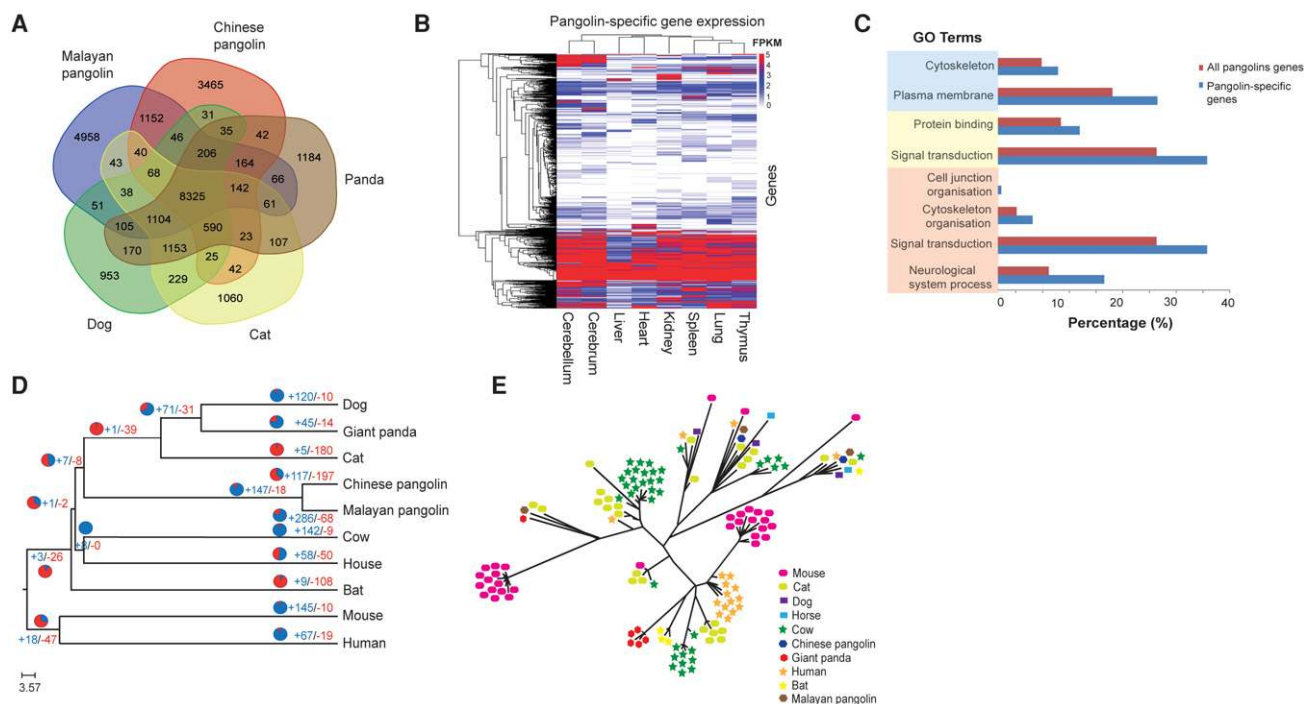 A
Chinese
pangolin
Malayan
pangolin
3465
1152
31
46
35
42
4958
1184
40
206
43
164
Panda
68
66
142
38
8325
61
51
1104
105
590
23
107
170
1153
25
953
229
42
1060
Dog
Cat
B
Pangolin-specific gene expression
FPKM
5
4
3
2
1
0
Genes
Cerebellum
Cerebrum
Liver
Heart
Kidney
Spleen
Lung
Thymus
C
GO Terms
Cytoskeleton
Plasma membrane
Protein binding
Signal transduction
Cell junction
organisation
Cytoskeleton
organisation
Signal transduction
Neurological
system process
All pangolins genes
Pangolin-specific
genes
0 10 20 30 40
Percentage (%)
D
+120/-10
Dog
+71/-31
+45/-14
Giant panda
+1/-39
+5/-180
Cat
+7/-8
+117/-197
Chinese pangolin
+147/-18
Malayan pangolin
+1/-2
+286/-68
+142/-9
Cow
/-0
+3/-26
+58/-50
House
+9/-108
Bat
+145/-10
Mouse
+18/-47
+67/-19
Human
3.57
E
Mouse
Cat
Dog
Horse
Cow
Chinese pangolin
Giant panda
Human
Bat
Malayan pangolin